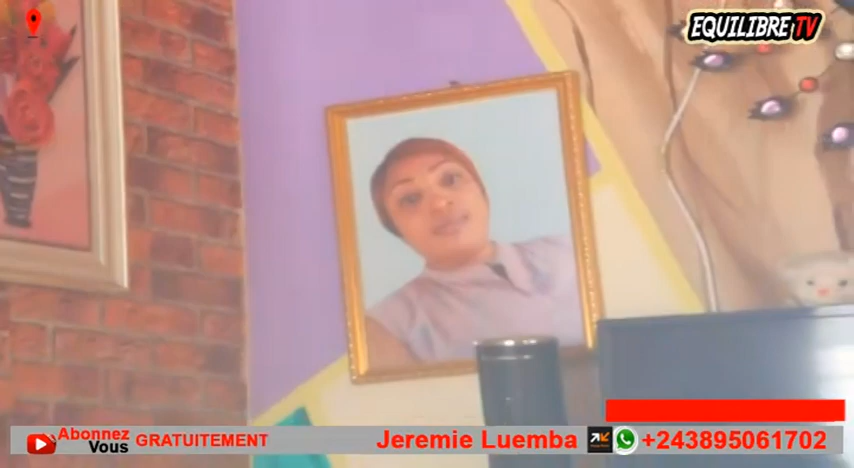 EQUILIBRE TV
Abonnez
Vous GRATUITEMENT
Jeremie Luemba
+243895061702